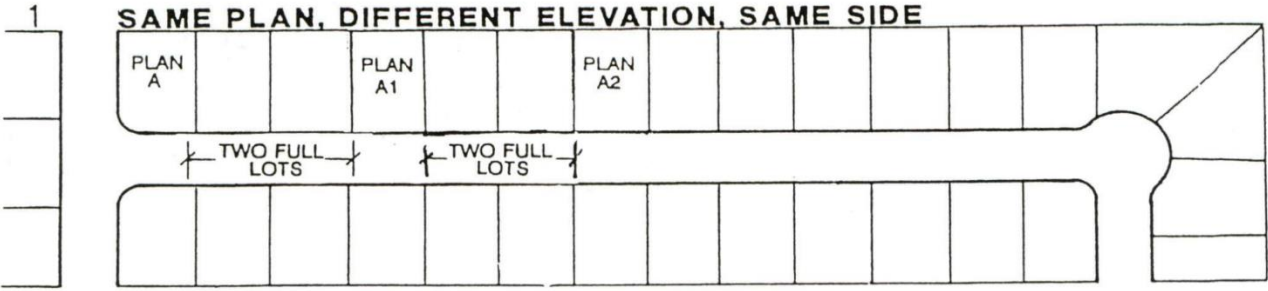 1
SAME PLAN, DIFFERENT ELEVATION, SAME SIDE
PLAN
A
PLAN
A1
PLAN
A2
TWO FULL
LOTS
TWO FULL
LOTS